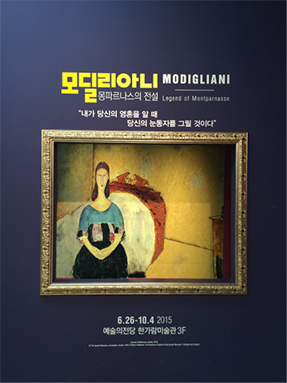 모딜리아니 MODIGLIANI
몽파르나스의 전설 Legend of Montparnasse
"내가 당신의 영혼을 알 때
당신의 눈동자를 그릴 것이다"
6.26-10.4 2015
예술의전당 한가람미술관 3F